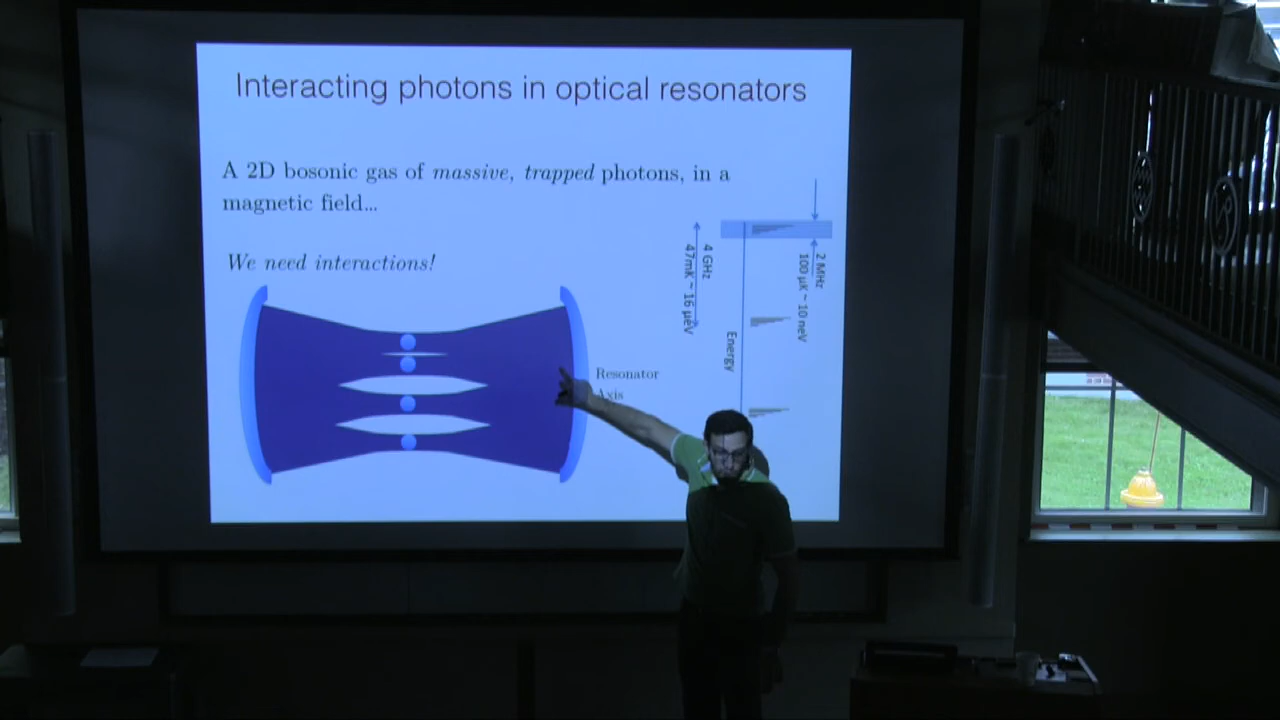 Interacting photons in optical resonators
A 2D bosonic gas of massive, trapped photons, in a
magnetic field...
We need interactions!
4 GHz
47mK ~ 16 µeV
Energy
2 MHz
100 µK ~ 10 neV
Resonator
Axis